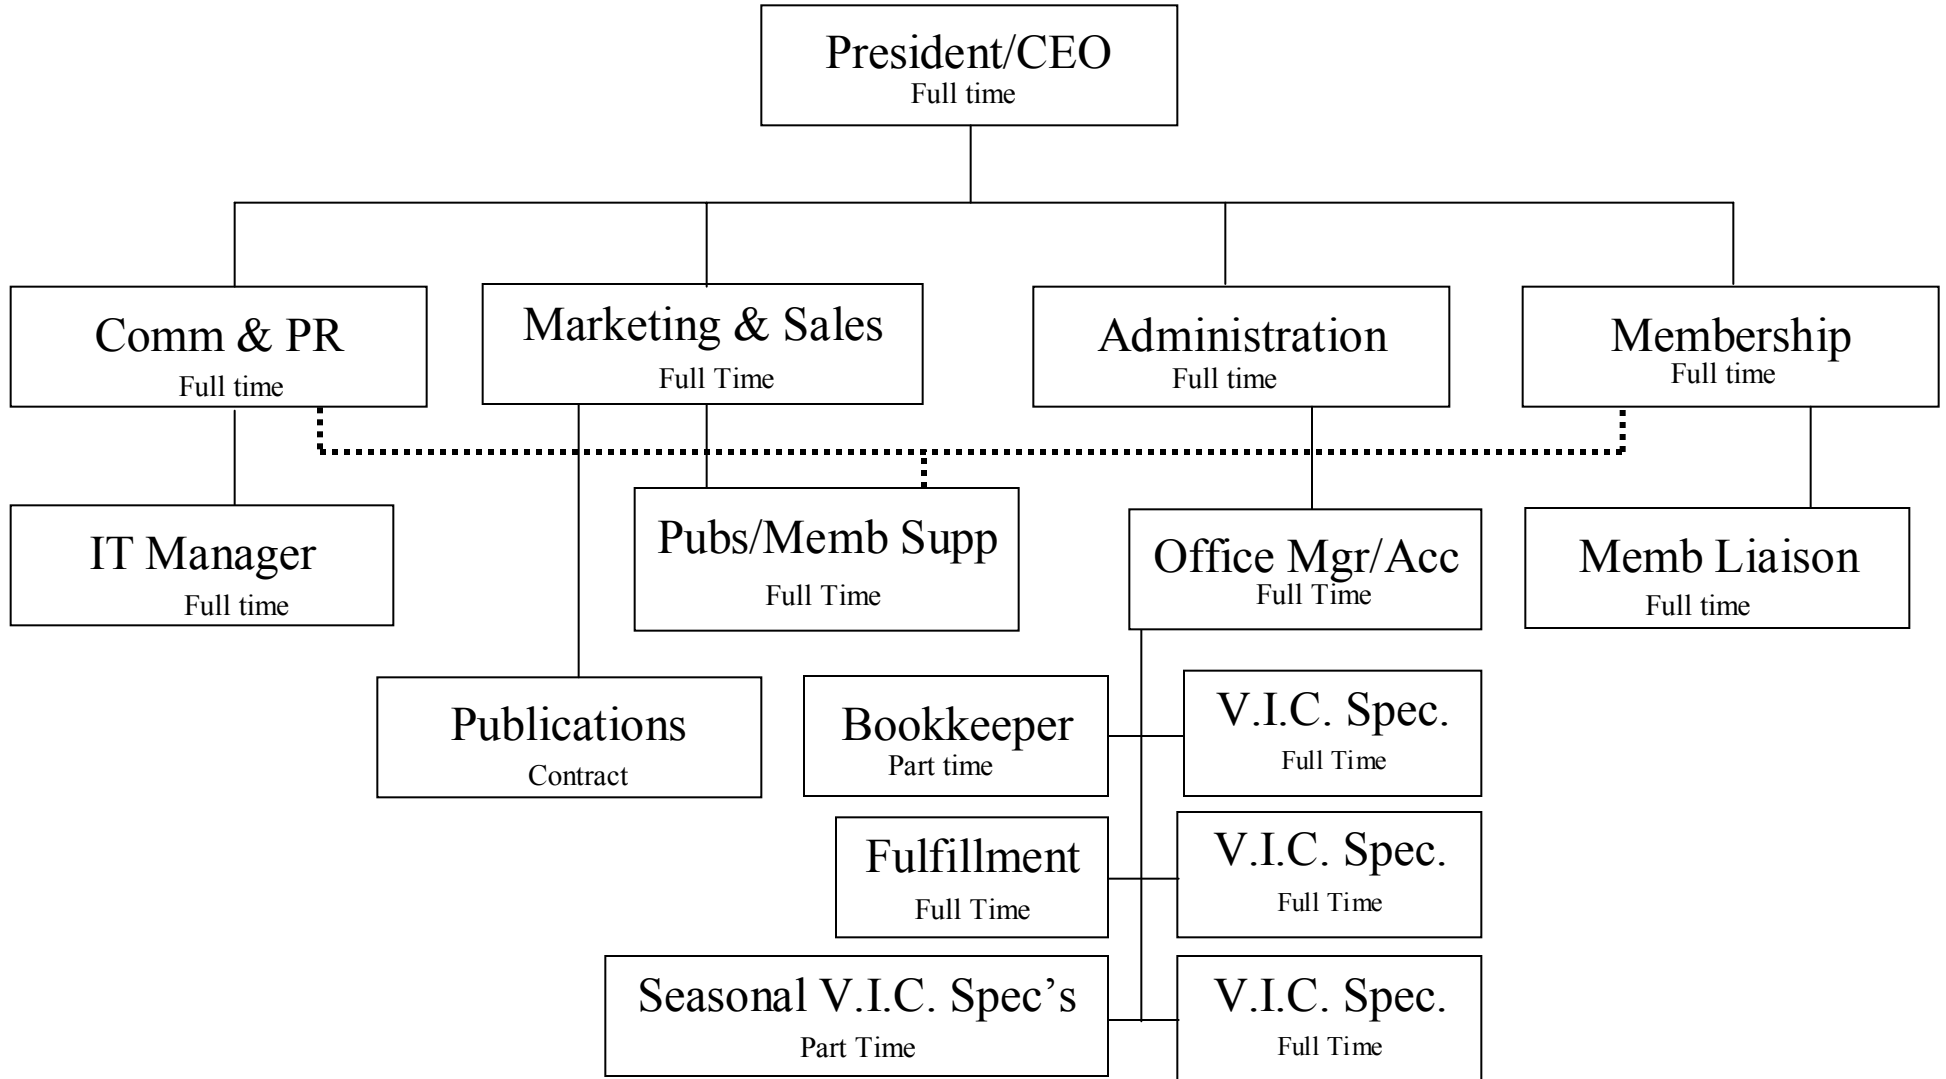 President/CEO
Full time
Comm & PR
Full time
Marketing & Sales
Full Time
Administration
Full time
Membership
Full time
IT Manager
Full time
Pubs/Memb Supp
Full Time
Office Mgr/Acc
Full Time
Memb Liaison
Full time
Publications
Contract
Bookkeeper
Part time
V.I.C. Spec.
Full Time
Fulfillment
Full Time
V.I.C. Spec.
Full Time
Seasonal V.I.C. Spec’s
Part Time
V.I.C. Spec.
Full Time